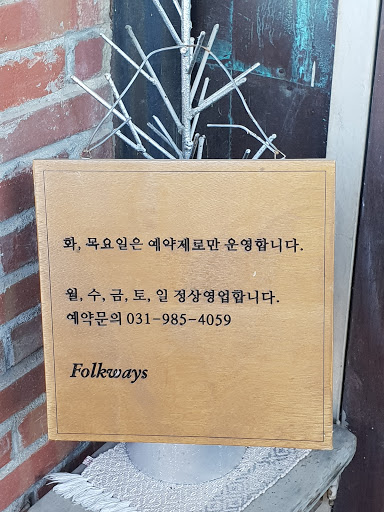 화, 목요일은 예약제로만 운영합니다.
월, 수, 금, 토, 일 정상영업합니다.
예약문의 031-985-4059
Folkways